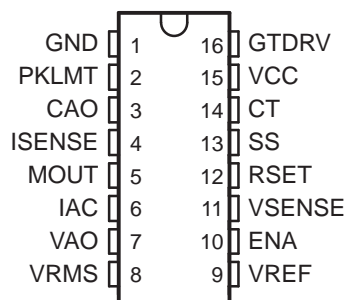 GND 1 16 GTDRV
PKLMT 2 15 VCC
CAO 3 14 CT
ISENSE 4 13 SS
MOUT 5 12 RSET
IAC 6 11 VSENSE
VAO 7 10 ENA
VRMS 8 9 VREF